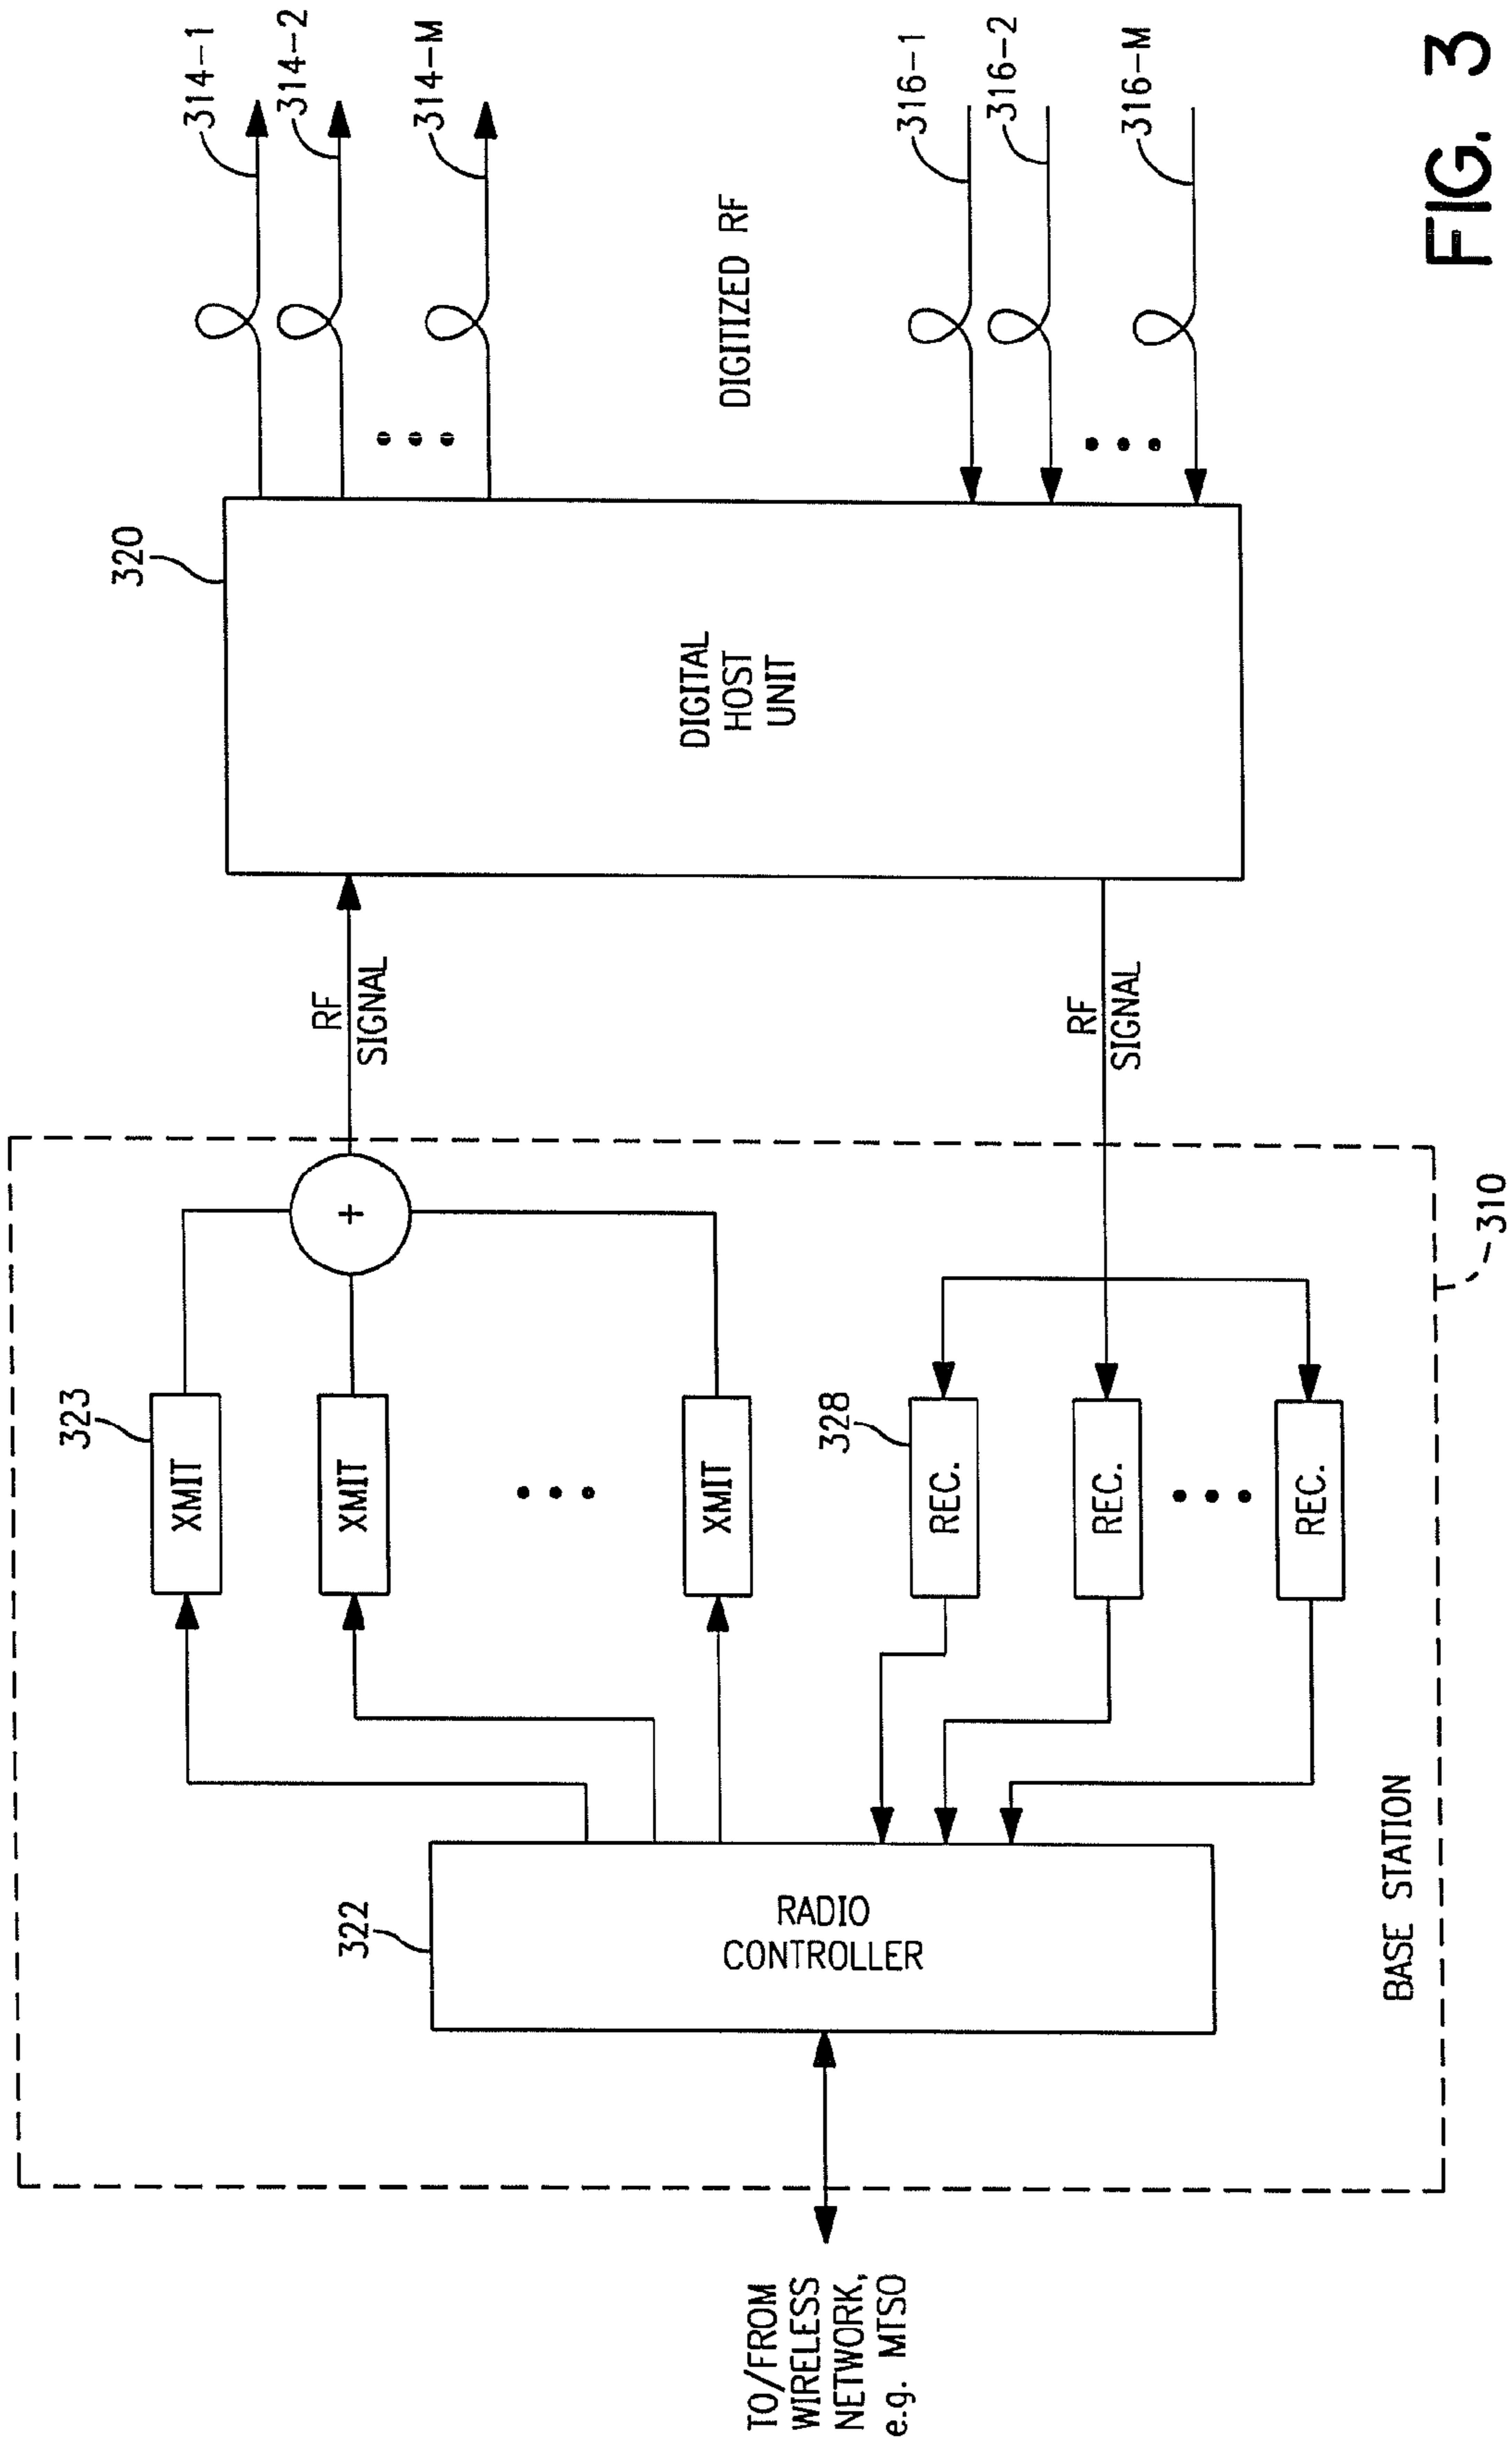 314-1
314-2
314-M
316-1
316-2
316-M
DIGITIZED RF
320
DIGITAL
HOST
UNIT
RF
SIGNAL
RF
SIGNAL
+
323
XMIT
XMIT
XMIT
328
REC.
REC.
REC.
322
RADIO
CONTROLLER
BASE STATION
310
TO/FROM
WIRELESS
NETWORK,
e.g. MTSO
FIG. 3